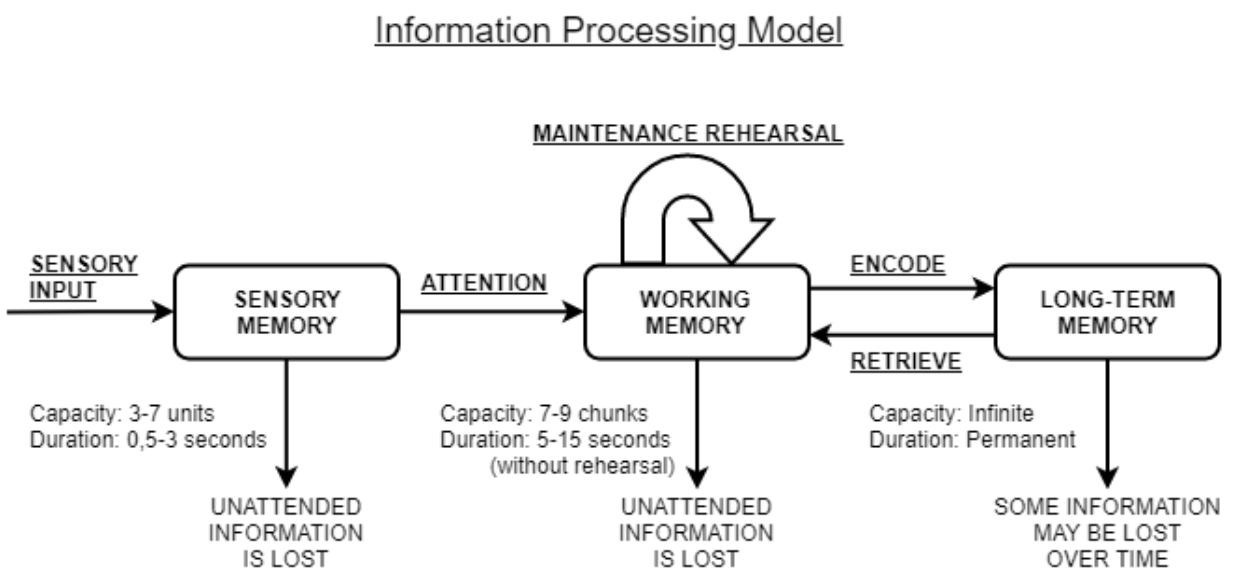 Information Processing Model
MAINTENANCE REHEARSAL
SENSORY
INPUT
SENSORY
MEMORY
ATTENTION
WORKING
MEMORY
ENCODE
RETRIEVE
LONG-TERM
MEMORY
Capacity: 3-7 units
Duration: 0,5-3 seconds
Capacity: 7-9 chunks
Duration: 5-15 seconds
(without rehearsal)
Capacity: Infinite
Duration: Permanent
UNATTENDED
INFORMATION
IS LOST
UNATTENDED
INFORMATION
IS LOST
SOME INFORMATION
MAY BE LOST
OVER TIME